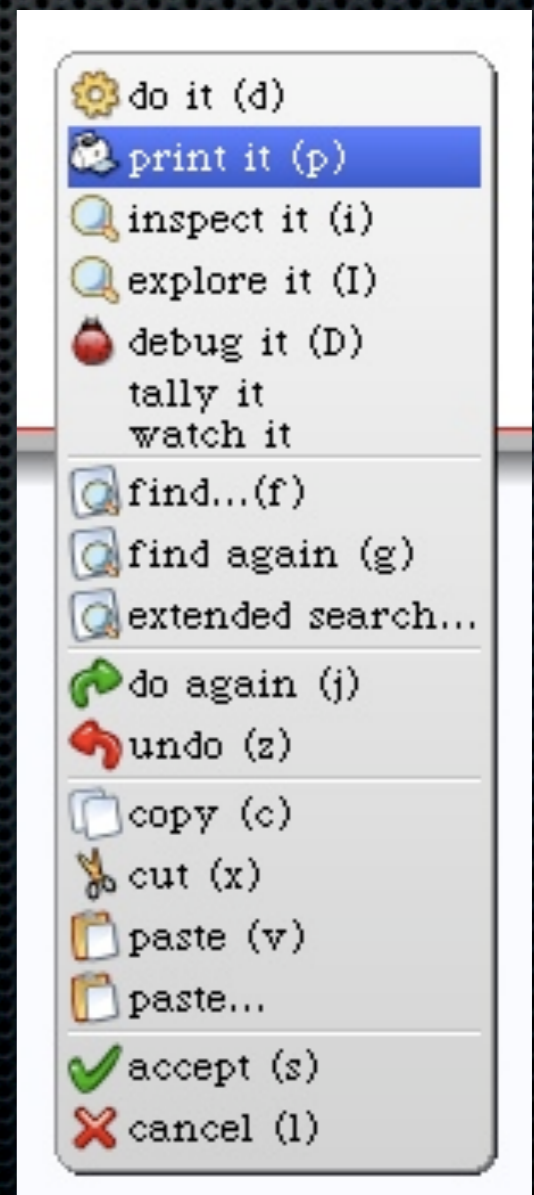 do it (d)
print it (p)
inspect it (i)
explore it (I)
debug it (D)
tally it
watch it
find...(f)
find again (g)
extended search...
do again (j)
undo (z)
copy (c)
cut (x)
paste (v)
paste...
accept (s)
cancel (l)